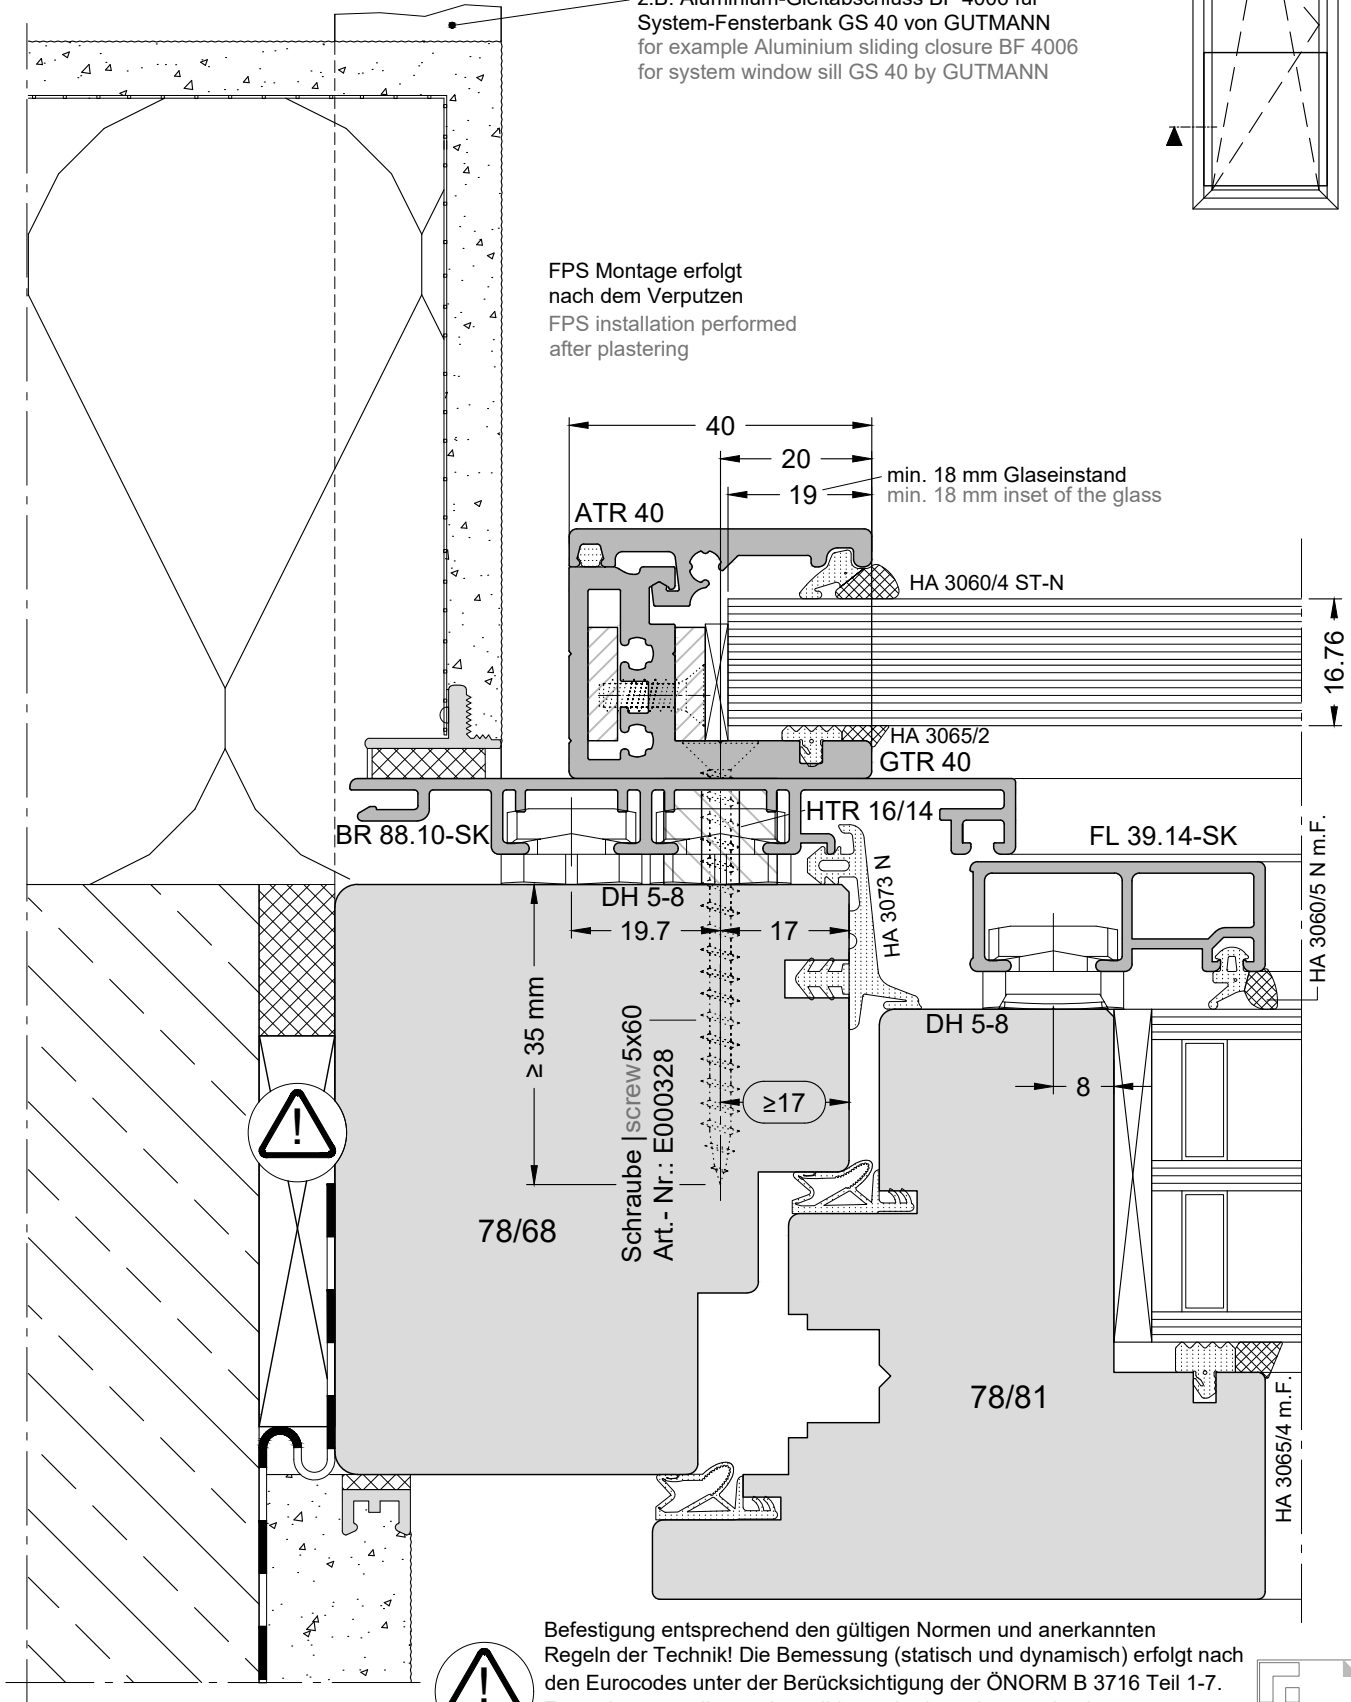 z.B. Aluminium-Gleitabschluss BF 4006 für
System-Fensterbank GS 40 von GUTMANN
for example Aluminium sliding closure BF 4006
for system window sill GS 40 by GUTMANN
FPS Montage erfolgt
nach dem Verputzen
FPS installation performed
after plastering
40
20
19
min. 18 mm Glaseinstand
min. 18 mm inset of the glass
ATR 40
HA 3060/4 ST-N
16.76
HA 3065/2
GTR 40
HTR 16/14
BR 88.10-SK
FL 39.14-SK
HA 3060/5 N m.F.
HA 3073 N
DH 5-8
19.7
17
≥ 35 mm
DH 5-8
8
≥17
Schraube | screw 5x60
Art.- Nr.: E000328
78/68
78/81
HA 3065/4 m.F.
Befestigung entsprechend den gültigen Normen und anerkannten
Regeln der Technik! Die Bemessung (statisch und dynamisch) erfolgt nach
den Eurocodes unter der Berücksichtigung der ÖNORM B 3716 Teil 1-7.